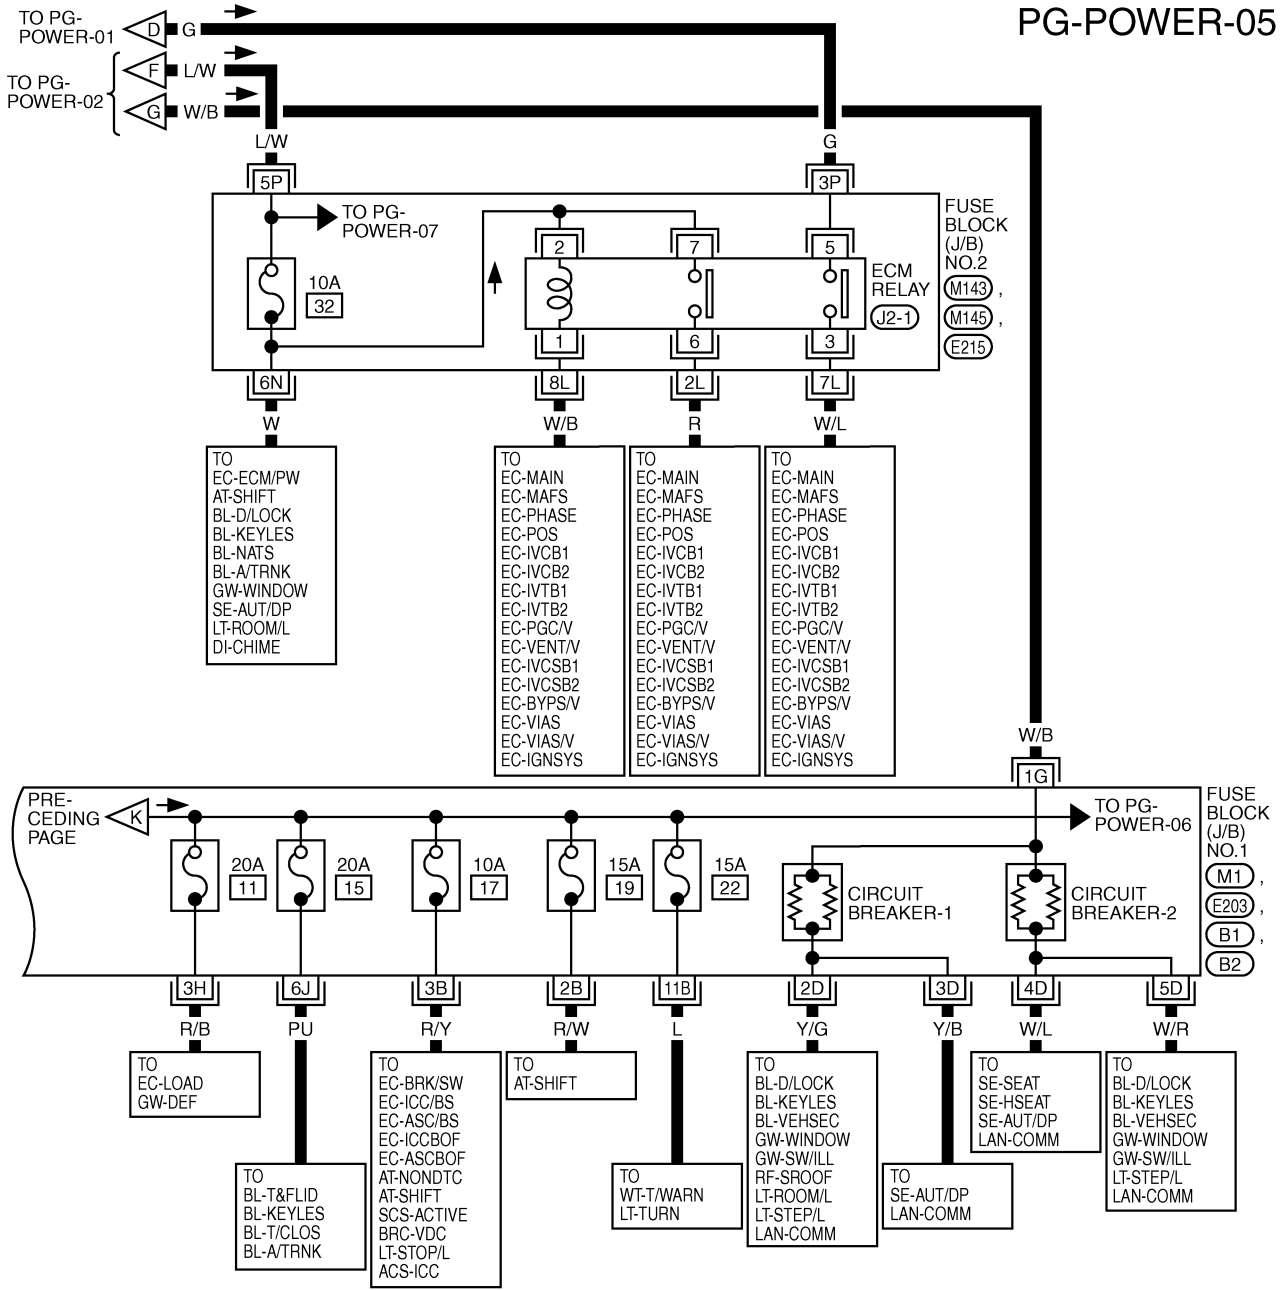 PG-POWER-05
TO PG-
POWER-01
D
G
TO PG-
POWER-02
F
L/W
G
W/B
L/W
G
5P
3P
TO PG-
POWER-07
10A
32
2
7
5
1
6
3
ECM
RELAY
J2-1
FUSE
BLOCK
(J/B)
NO.2
M143 ,
M145 ,
E215
6N
8L
2L
7L
W
W/B
R
W/L
TO
EC-ECM/PW
AT-SHIFT
BL-D/LOCK
BL-KEYLES
BL-NATS
BL-A/TRNK
GW-WINDOW
SE-AUT/DP
LT-ROOM/L
DI-CHIME
TO
EC-MAIN
EC-MAFS
EC-PHASE
EC-POS
EC-IVCB1
EC-IVCB2
EC-IVTB1
EC-IVTB2
EC-PGC/V
EC-VENT/V
EC-IVCSB1
EC-IVCSB2
EC-BYPS/V
EC-VIAS
EC-VIAS/V
EC-IGNSYS
TO
EC-MAIN
EC-MAFS
EC-PHASE
EC-POS
EC-IVCB1
EC-IVCB2
EC-IVTB1
EC-IVTB2
EC-PGC/V
EC-VENT/V
EC-IVCSB1
EC-IVCSB2
EC-BYPS/V
EC-VIAS
EC-VIAS/V
EC-IGNSYS
TO
EC-MAIN
EC-MAFS
EC-PHASE
EC-POS
EC-IVCB1
EC-IVCB2
EC-IVTB1
EC-IVTB2
EC-PGC/V
EC-VENT/V
EC-IVCSB1
EC-IVCSB2
EC-BYPS/V
EC-VIAS
EC-VIAS/V
EC-IGNSYS
W/B
1G
PRE-
CEDING
PAGE
K
TO PG-
POWER-06
FUSE
BLOCK
(J/B)
NO.1
M1 ,
E203 ,
B1 ,
B2
20A
11
20A
15
10A
17
15A
19
15A
22
CIRCUIT
BREAKER-1
CIRCUIT
BREAKER-2
3H
6J
3B
2B
11B
2D
3D
4D
5D
R/B
PU
R/Y
R/W
L
Y/G
Y/B
W/L
W/R
TO
EC-LOAD
GW-DEF
TO
BL-T&FLID
BL-KEYLES
BL-T/CLOS
BL-A/TRNK
TO
EC-BRK/SW
EC-ICC/BS
EC-ASC/BS
EC-ICCBOF
EC-ASCBOF
AT-NONDTC
AT-SHIFT
SCS-ACTIVE
BRC-VDC
LT-STOP/L
ACS-ICC
TO
AT-SHIFT
TO
WT-T/WARN
LT-TURN
TO
BL-D/LOCK
BL-KEYLES
BL-VEHSEC
GW-WINDOW
GW-SW/ILL
RF-SROOF
LT-ROOM/L
LT-STEP/L
LAN-COMM
TO
SE-AUT/DP
LAN-COMM
TO
SE-SEAT
SE-HSEAT
SE-AUT/DP
LAN-COMM
TO
BL-D/LOCK
BL-KEYLES
BL-VEHSEC
GW-WINDOW
GW-SW/ILL
LT-STEP/L
LAN-COMM